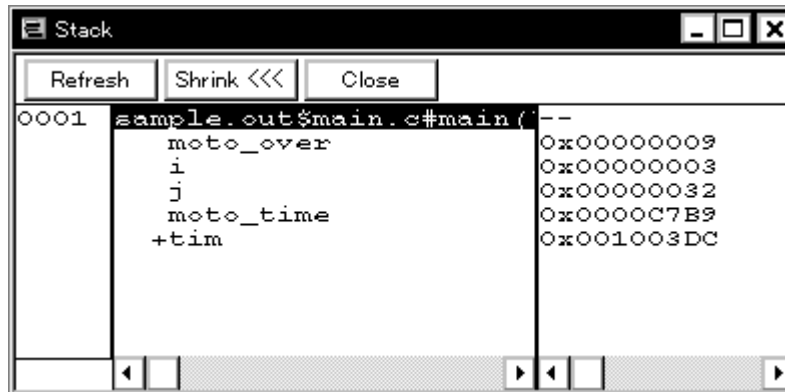 Stack
Refresh Shrink <<< Close
0001 sample.out$main.c#main( --
moto_over 0x00000009
i 0x00000003
j 0x00000032
moto_time 0x0000C7B9
+tim 0x001003DC